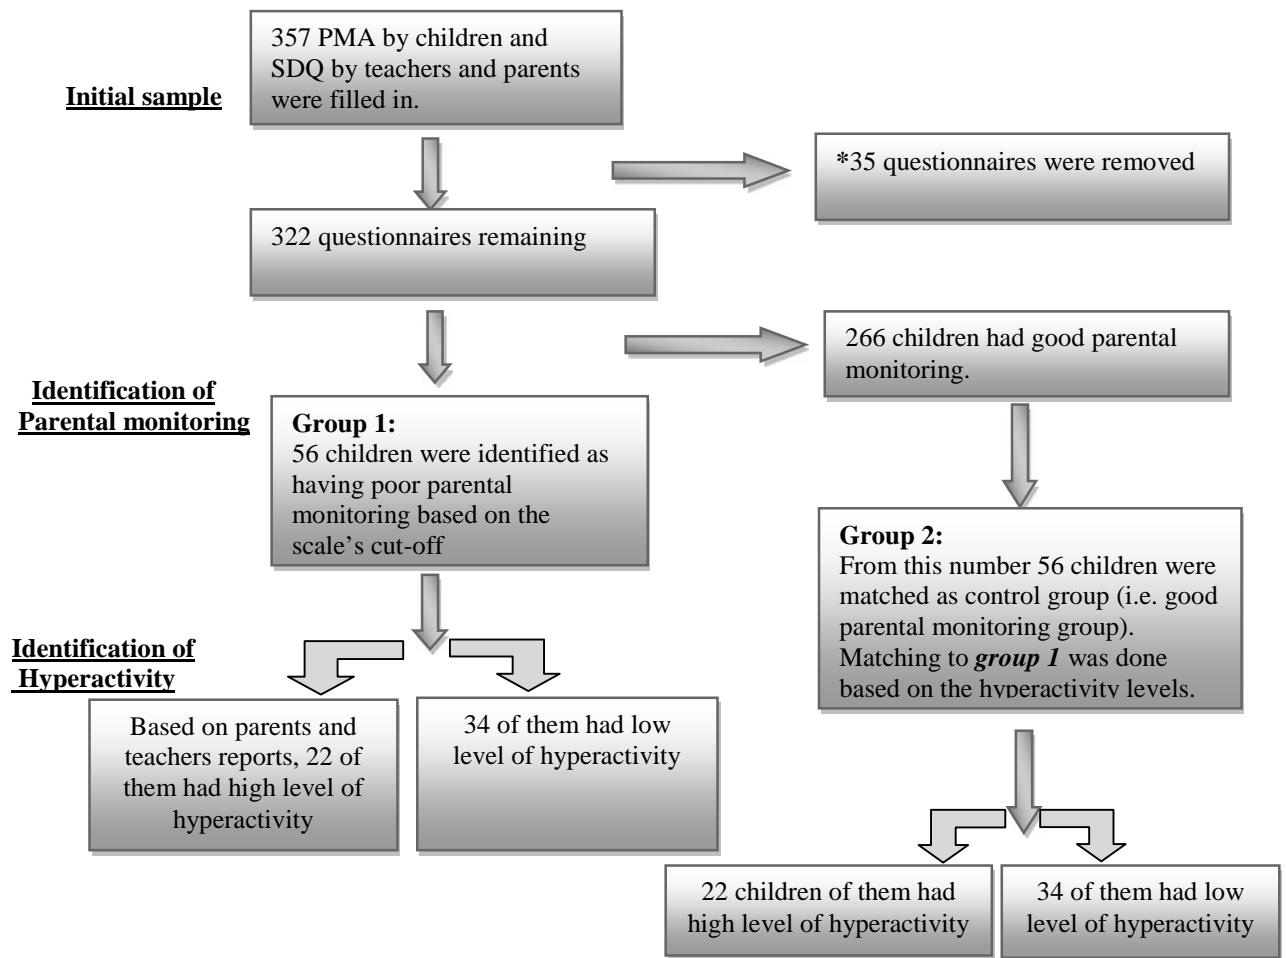 357 PMA by children and
SDQ by teachers and parents
were filled in.
Initial sample
*35 questionnaires were removed
322 questionnaires remaining
266 children had good parental
monitoring.
Identification of
Parental monitoring
Group 1:
56 children were identified as
having poor parental
monitoring based on the
scale’s cut-off
Group 2:
From this number 56 children were
matched as control group (i.e. good
parental monitoring group).
Matching to group 1 was done
based on the hyperactivity levels.
Identification of
Hyperactivity
Based on parents and
teachers reports, 22 of
them had high level of
hyperactivity
34 of them had low
level of hyperactivity
22 children of them had
high level of hyperactivity
34 of them had low
level of hyperactivity